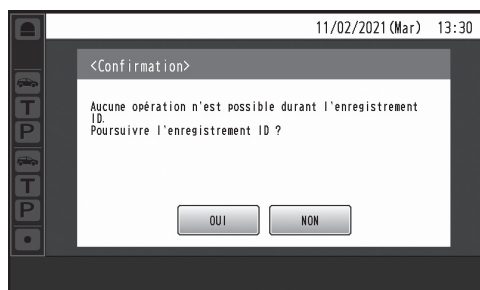 11/02/2021(Mar) 13:30
<Confirmation>
Aucune opération n'est possible durant l'enregistrement
ID.
Poursuivre l'enregistrement ID ?
T
P
T
P
OUI NON